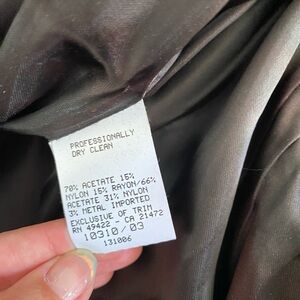 PROFESSIONALLY
DRY CLEAN
70% ACETATE 15%
NYLON 15% RAYON/66%
ACETATE 31% NYLON
3% METAL IMPORTED
EXCLUSIVE OF TRIM
RN 49422 - CA 21472
10310/03
131006